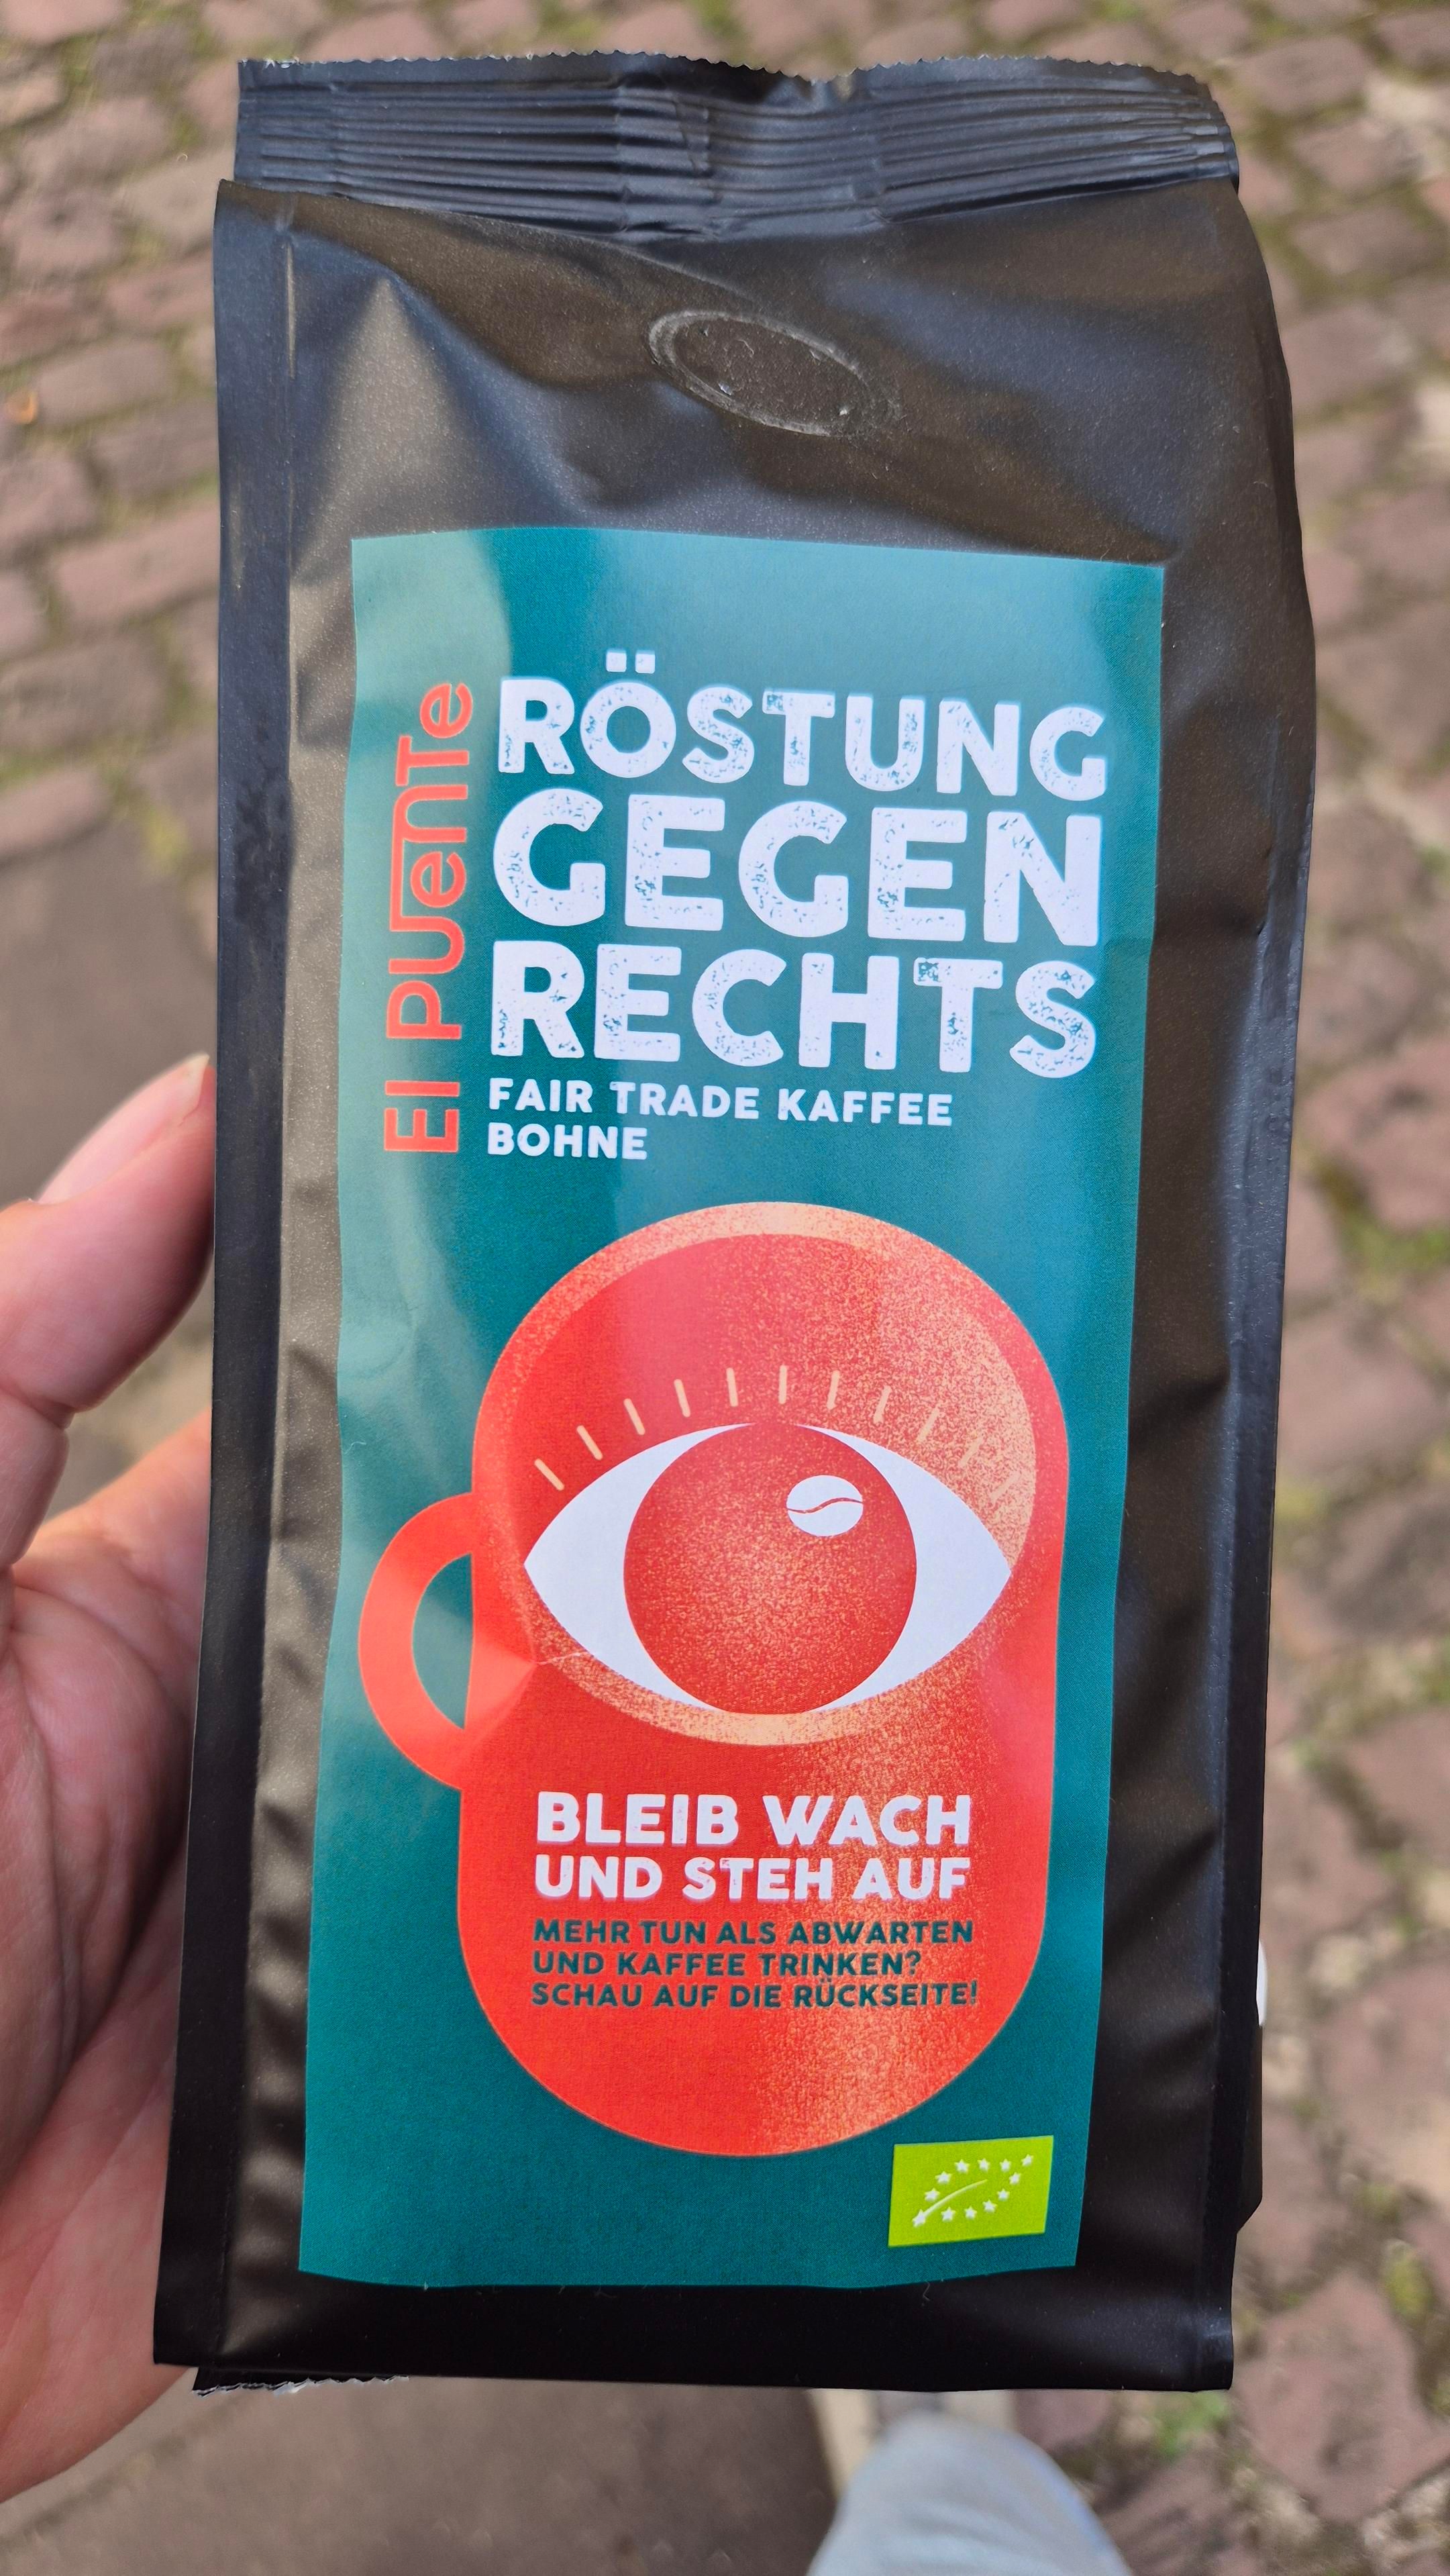 El PUENTE
RÖSTUNG
GEGEN
RECHTS
FAIR TRADE KAFFEE
BOHNE
BLEIB WACH
UND STEH AUF
MEHR TUN ALS ABWARTEN
UND KAFFEE TRINKEN?
SCHAU AUF DIE RÜCKSEITE!